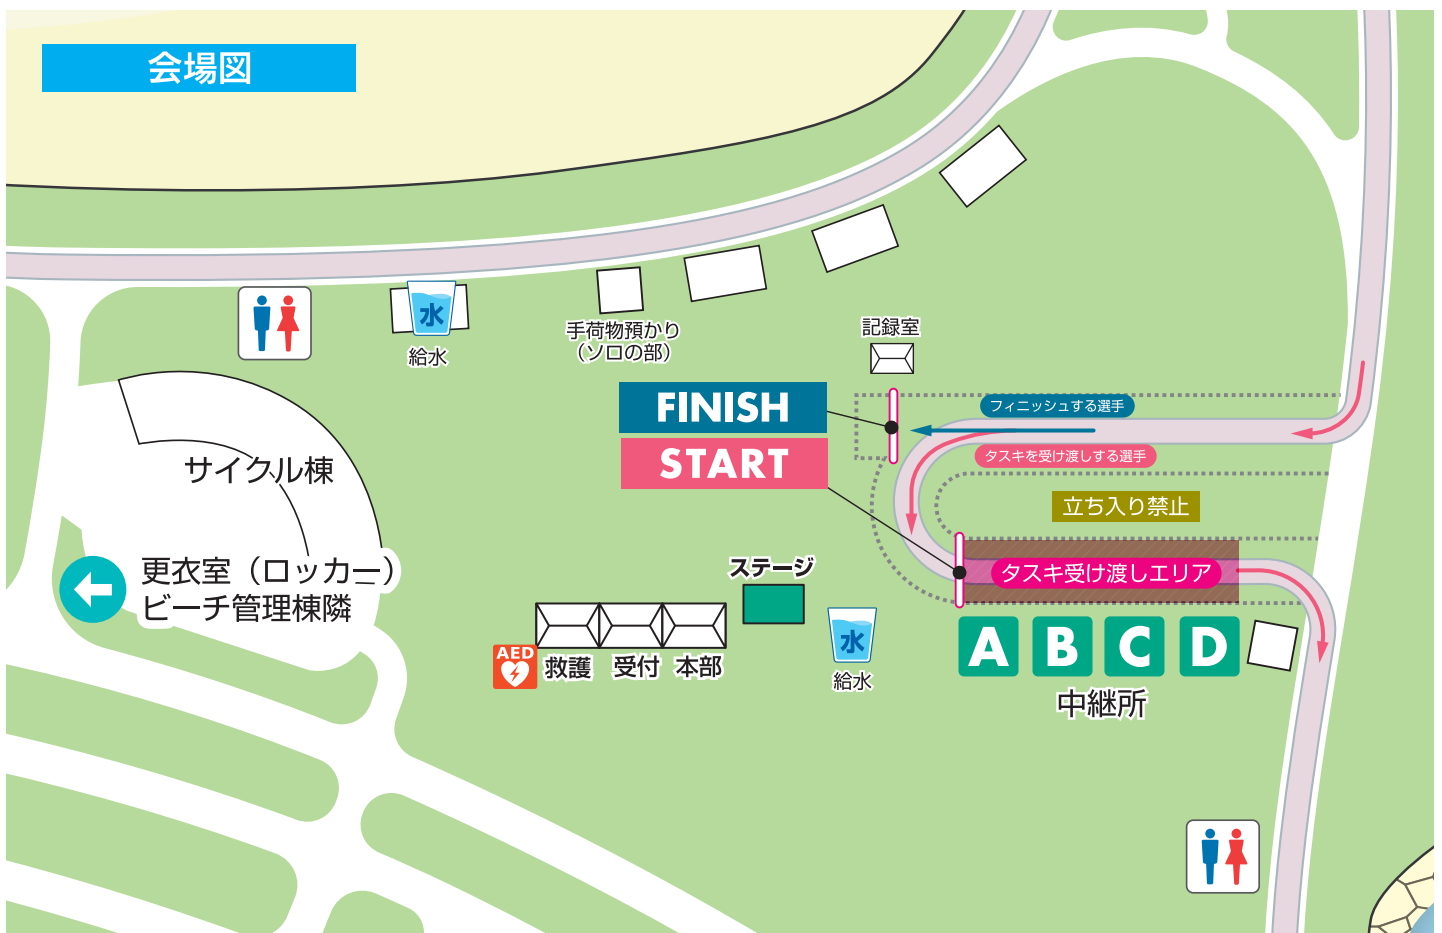 会場図
水
給水
手荷物預かり
（ソロの部）
記録室
FINISH
START
フィニッシュする選手
タスキを受け渡しする選手
立ち入り禁止
タスキ受け渡しエリア
サイクル棟
更衣室（ロッカー）
ビーチ管理棟隣
ステージ
AED
救護
受付
本部
水
給水
A
B
C
D
中継所